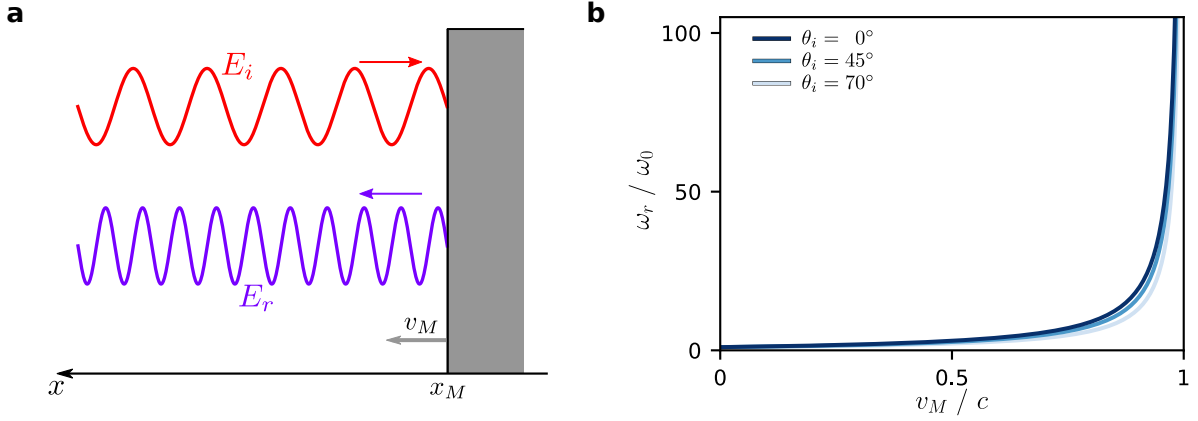 a
E_i
E_r
v_M
x
x_M
b
100
50
0
ω_r / ω_0
θ_i = 0°
θ_i = 45°
θ_i = 70°
0
0.5
1
v_M / c